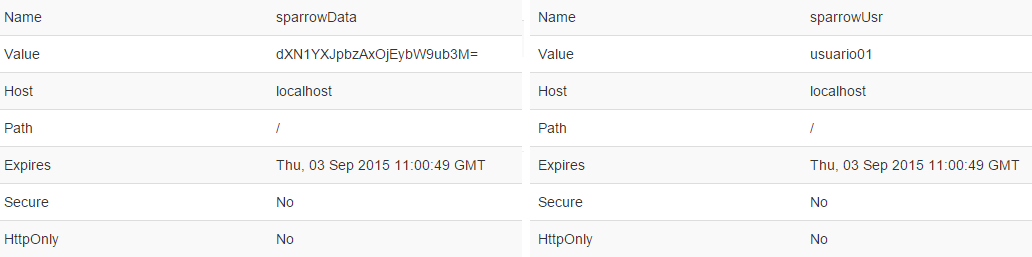 Name sparrowData
Value dXN1YXJpbzAxOjEybW9ub3M=
Host localhost
Path /
Expires Thu, 03 Sep 2015 11:00:49 GMT
Secure No
HttpOnly No
Name sparrowUsr
Value usuario01
Host localhost
Path /
Expires Thu, 03 Sep 2015 11:00:49 GMT
Secure No
HttpOnly No